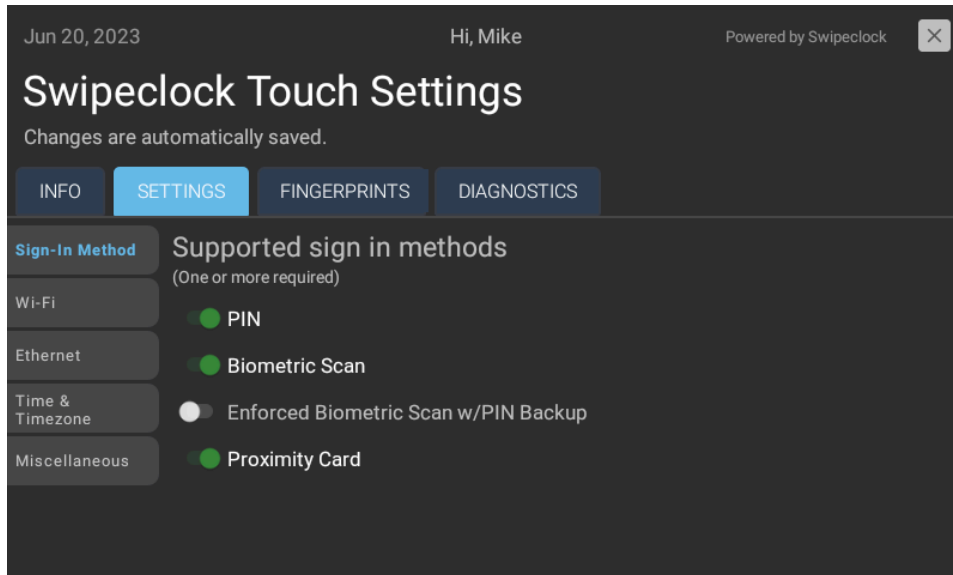 Jun 20, 2023 Hi, Mike Powered by Swipeclock
Swipeclock Touch Settings
Changes are automatically saved.
INFO SETTINGS FINGERPRINTS DIAGNOSTICS
Sign-In Method
Wi-Fi
Ethernet
Time &
Timezone
Miscellaneous
Supported sign in methods
(One or more required)
PIN
Biometric Scan
Enforced Biometric Scan w/PIN Backup
Proximity Card